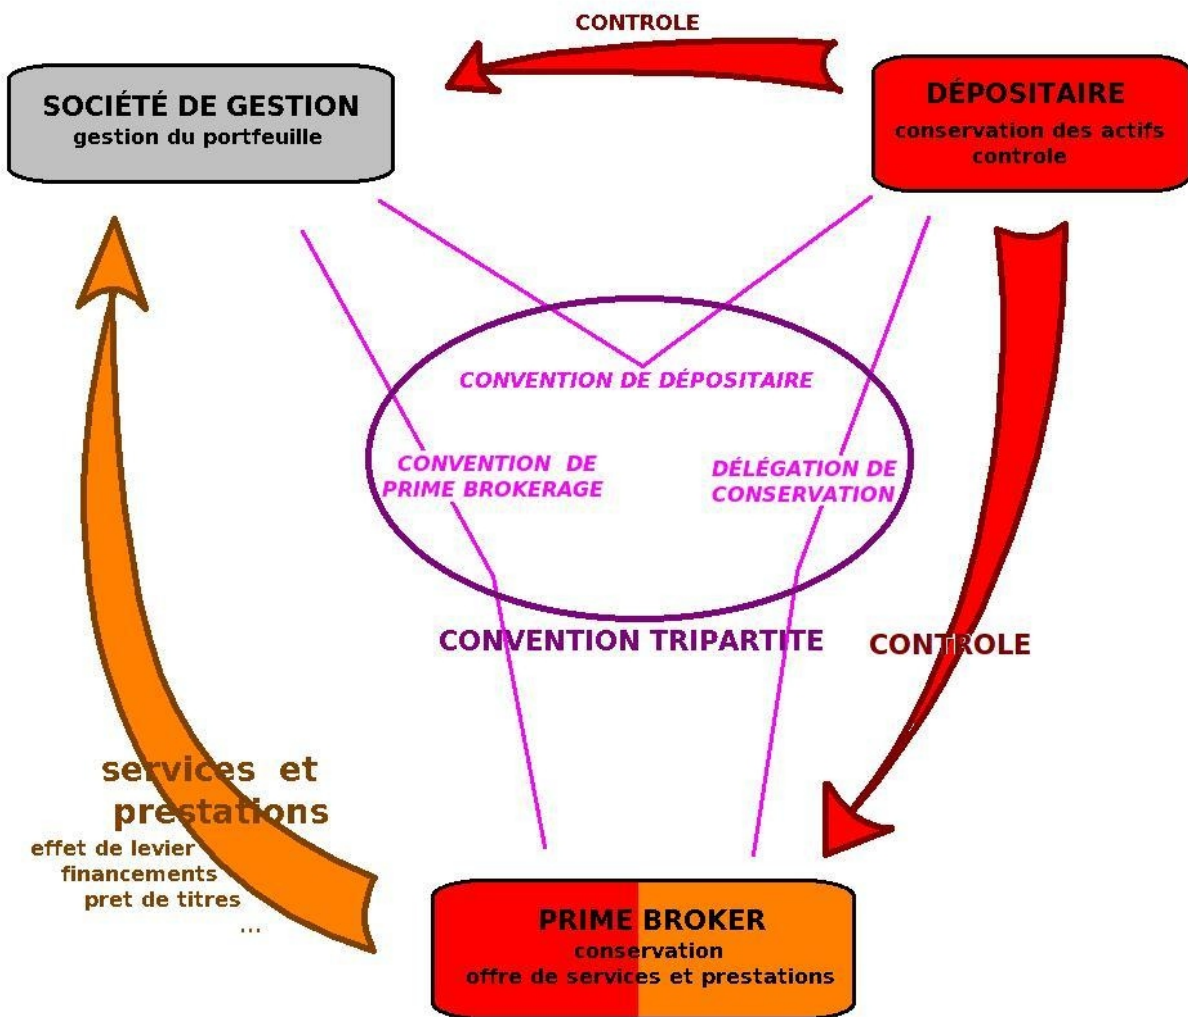 CONTROLE
SOCIÉTÉ DE GESTION
gestion du portfeuille
DÉPOSITAIRE
conservation des actifs
controle
CONVENTION DE DÉPOSITAIRE
CONVENTION DE
PRIME BROKERAGE
DÉLÉGATION DE
CONSERVATION
CONVENTION TRIPARTITE
CONTROLE
services et
prestations
effet de levier
financements
pret de titres
...
PRIME BROKER
conservation
offre de services et prestations